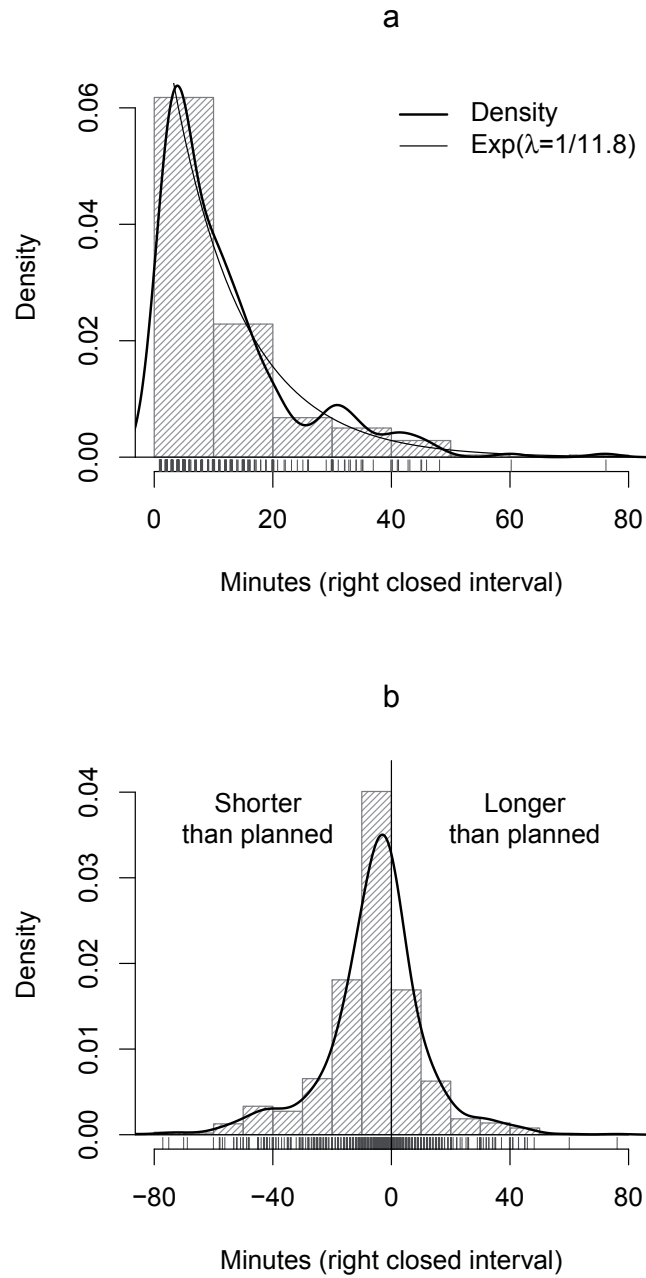 a
Density
Exp(λ=1/11.8)
0.06
0.04
0.02
0.00
Density
0 20 40 60 80
Minutes (right closed interval)
b
Shorter
than planned
Longer
than planned
0.04
0.03
0.02
0.01
0.00
Density
−80 −40 0 40 80
Minutes (right closed interval)